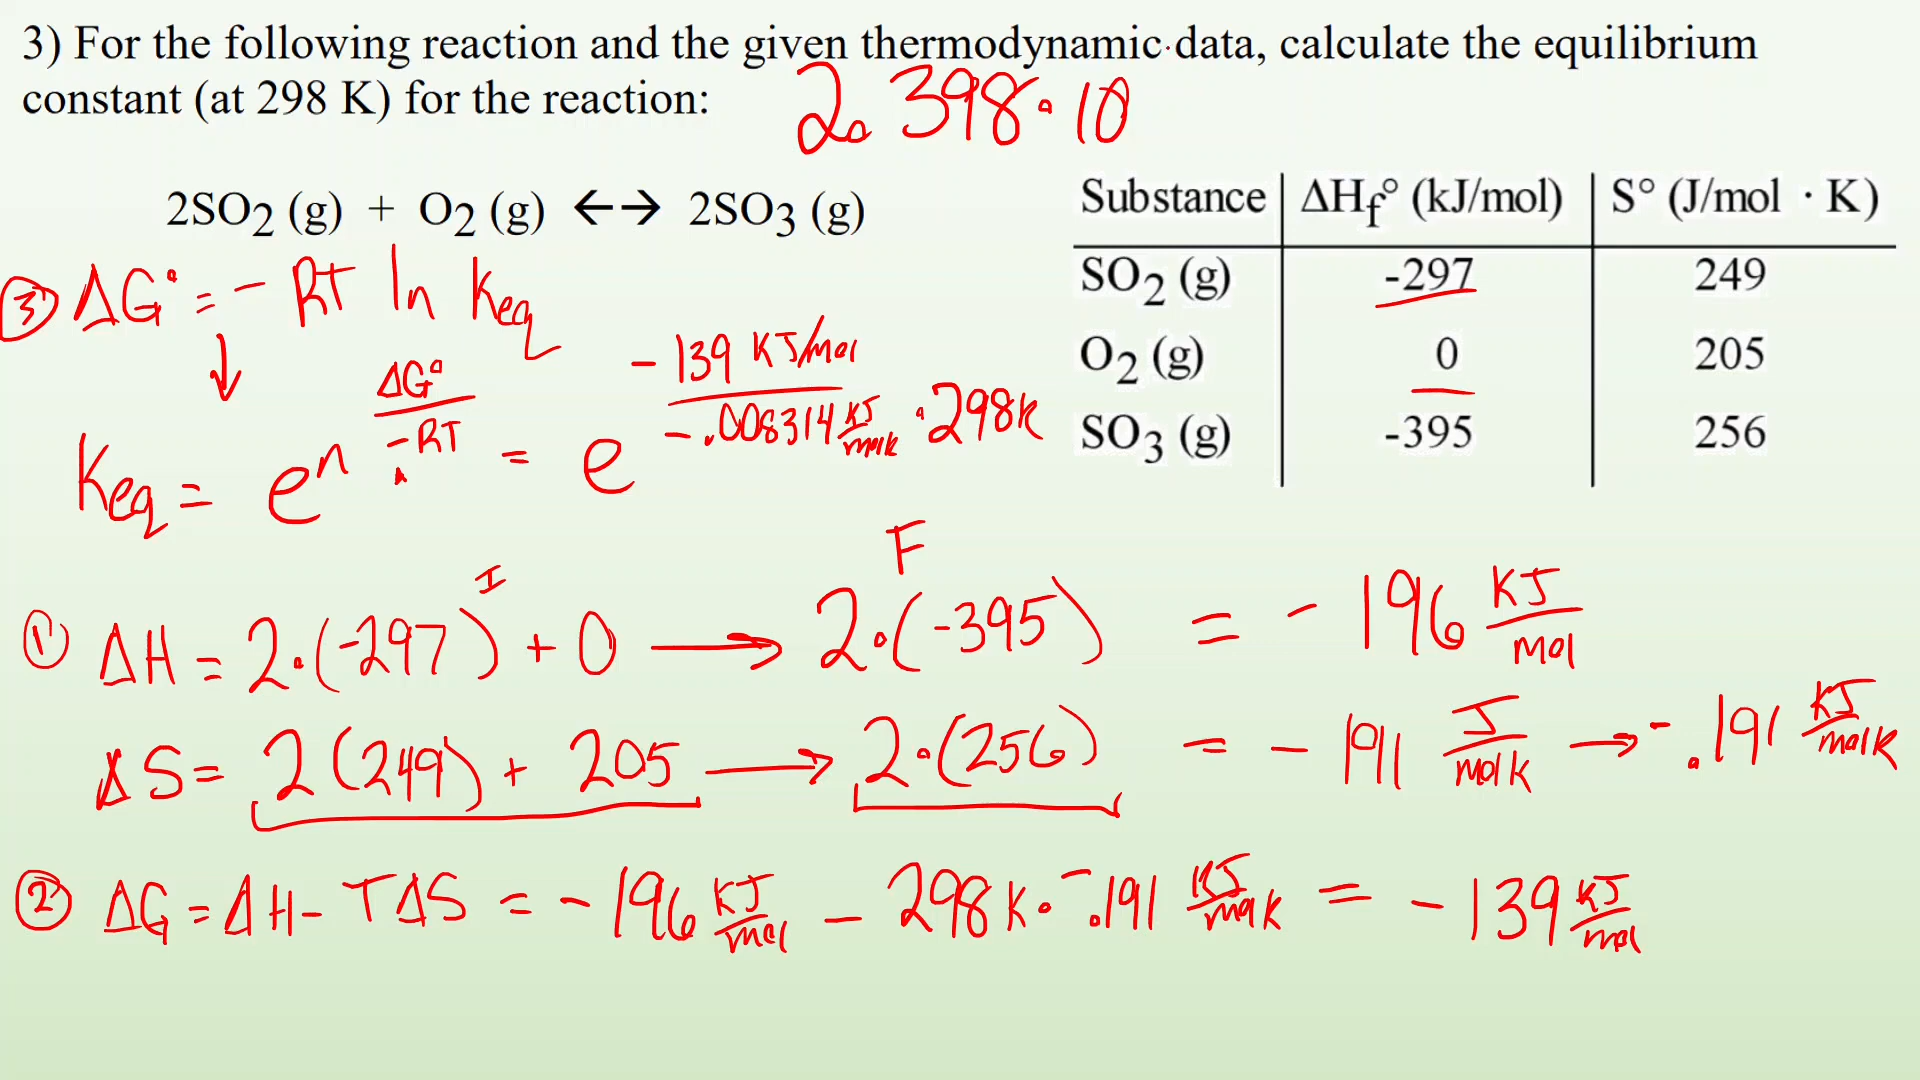 3) For the following reaction and the given thermodynamic data, calculate the equilibrium
constant (at 298 K) for the reaction:
2.398·10
2SO2 (g) + O2 (g) ←→ 2SO3 (g)
Substance ΔHf° (kJ/mol) S° (J/mol · K)
SO2 (g) -297 249
O2 (g) 0 205
SO3 (g) -395 256
③ ΔG° = - RT ln Keq
↓
Keq = e^ ΔG°/-RT = e -139 KJ/mol / -.008314 KJ/molK · 298K
I F
① ΔH = 2·(-297) + 0 → 2·(-395) = -196 KJ/mol
ΔS = 2(249) + 205 → 2·(256) = -191 J/molK → -.191 KJ/molK
② ΔG = ΔH - TΔS = -196 KJ/mol - 298K · -.191 KJ/molK = -139 KJ/mol